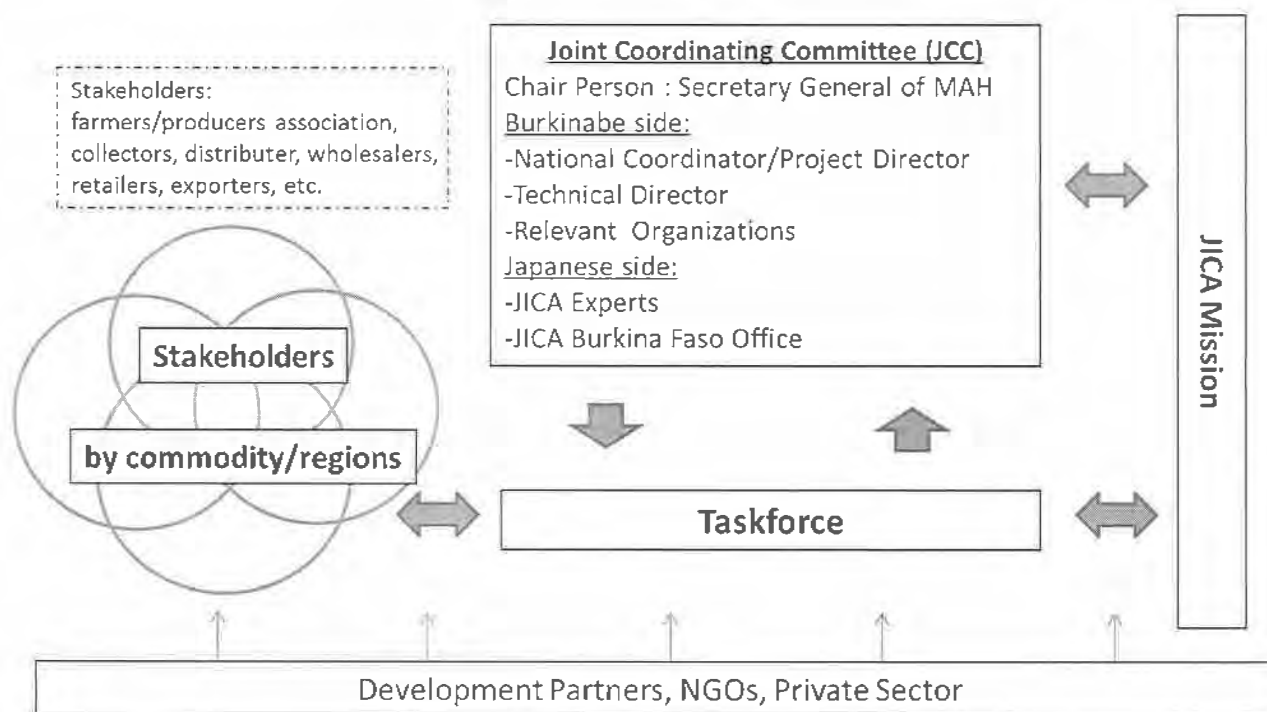 Stakeholders:
farmers/producers association,
collectors, distributer, wholesalers,
retailers, exporters, etc.
Joint Coordinating Committee (JCC)
Chair Person : Secretary General of MAH
Burkinabe side:
-National Coordinator/Project Director
-Technical Director
-Relevant Organizations
Japanese side:
-JICA Experts
-JICA Burkina Faso Office
JICA Mission
Stakeholders
by commodity/regions
Taskforce
Development Partners, NGOs, Private Sector